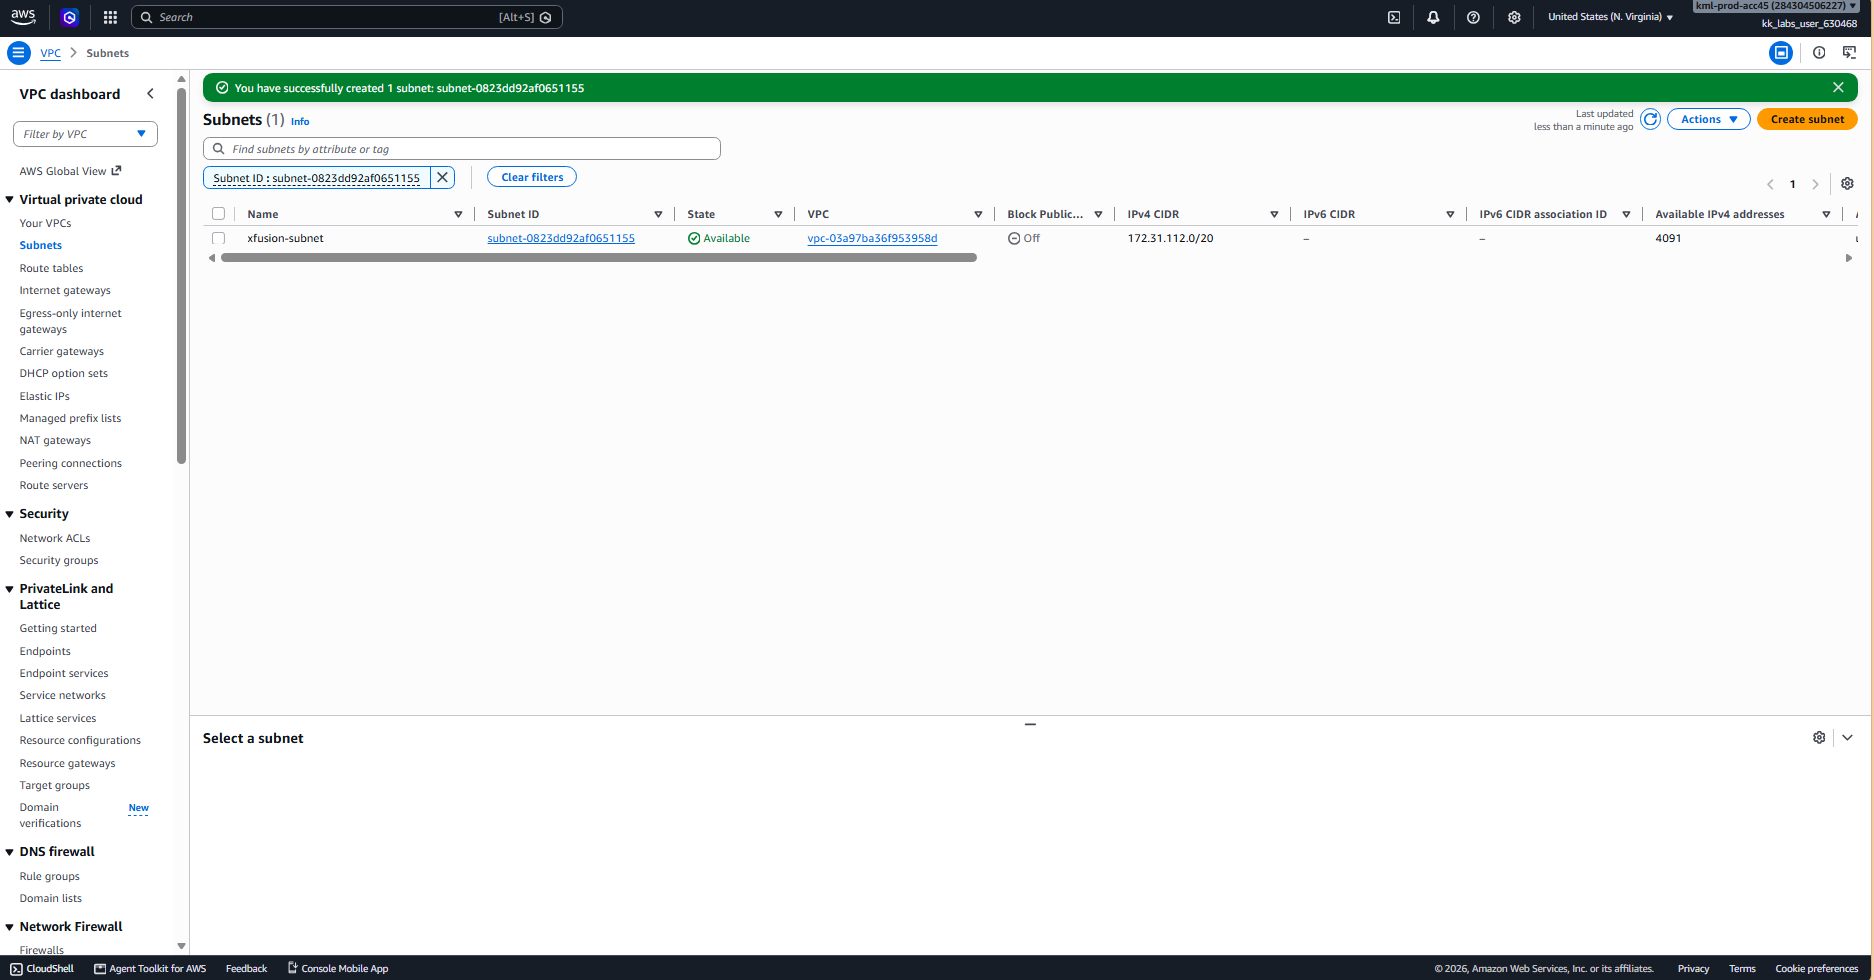 aws
Search [Alt+S]
United States (N. Virginia)
kml-prod-acc45 (284304506227)
kk_labs_user_630468
VPC > Subnets
VPC dashboard
Filter by VPC
AWS Global View
Virtual private cloud
Your VPCs
Subnets
Route tables
Internet gateways
Egress-only internet
gateways
Carrier gateways
DHCP option sets
Elastic IPs
Managed prefix lists
NAT gateways
Peering connections
Route servers
Security
Network ACLs
Security groups
PrivateLink and
Lattice
Getting started
Endpoints
Endpoint services
Service networks
Lattice services
Resource configurations
Resource gateways
Target groups
Domain
verifications
New
DNS firewall
Rule groups
Domain lists
Network Firewall
Firewalls
You have successfully created 1 subnet: subnet-0823dd92af0651155
Subnets (1) Info
Last updated
less than a minute ago
Actions
Create subnet
Find subnets by attribute or tag
Subnet ID : subnet-0823dd92af0651155
Clear filters
1
Name Subnet ID State VPC Block Public... IPv4 CIDR IPv6 CIDR IPv6 CIDR association ID Available IPv4 addresses
xfusion-subnet subnet-0823dd92af0651155 Available vpc-03a97ba36f953958d Off 172.31.112.0/20 – – 4091
Select a subnet
CloudShell Agent Toolkit for AWS Feedback Console Mobile App
© 2026, Amazon Web Services, Inc. or its affiliates. Privacy Terms Cookie preferences